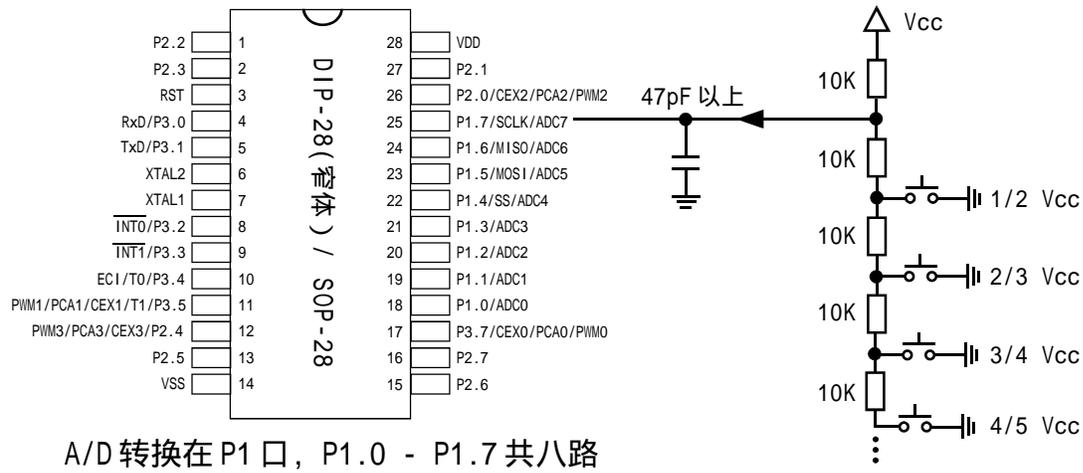 P2.2 1 28 VDD
P2.3 2 27 P2.1
RST 3 26 P2.0/CEX2/PCA2/PWM2
RxD/P3.0 4 25 P1.7/SCLK/ADC7
TxD/P3.1 5 24 P1.6/MISO/ADC6
XTAL2 6 23 P1.5/MOSI/ADC5
XTAL1 7 22 P1.4/SS/ADC4
INT0/P3.2 8 21 P1.3/ADC3
INT1/P3.3 9 20 P1.2/ADC2
ECI/T0/P3.4 10 19 P1.1/ADC1
PWM1/PCA1/CEX1/T1/P3.5 11 18 P1.0/ADC0
PWM3/PCA3/CEX3/P2.4 12 17 P3.7/CEX0/PCA0/PWM0
P2.5 13 16 P2.7
VSS 14 15 P2.6
DIP-28(窄体) / SOP-28
47pF 以上
Vcc
10K
10K
1/2 Vcc
10K
2/3 Vcc
10K
3/4 Vcc
10K
4/5 Vcc
A/D 转换在 P1 口, P1.0 - P1.7 共八路